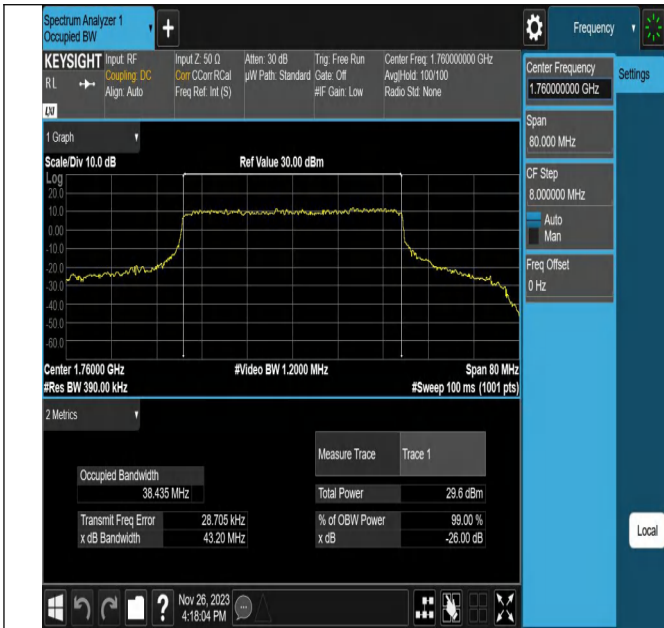 Spectrum Analyzer 1
Occupied BW
Frequency
KEYSIGHT
RL
LXI
Input: RF
Coupling: DC
Align: Auto
Input Z: 50 Ω
Corr CCorr RCal
Freq Ref: Int (S)
Atten: 30 dB
µW Path: Standard
Trig: Free Run
Gate: Off
#IF Gain: Low
Center Freq: 1.760000000 GHz
Avg|Hold: 100/100
Radio Std: None
Center Frequency
1.760000000 GHz
Settings
Span
80.000 MHz
CF Step
8.000000 MHz
Auto
Man
Freq Offset
0 Hz
1 Graph
Scale/Div 10.0 dB
Ref Value 30.00 dBm
Log
20.0
10.0
0.00
-10.0
-20.0
-30.0
-40.0
-50.0
-60.0
Center 1.76000 GHz
#Video BW 1.2000 MHz
Span 80 MHz
#Res BW 390.00 kHz
#Sweep 100 ms (1001 pts)
2 Metrics
Measure Trace
Trace 1
Occupied Bandwidth
38.435 MHz
Total Power
29.6 dBm
Transmit Freq Error
28.705 kHz
% of OBW Power
99.00 %
x dB Bandwidth
43.20 MHz
x dB
-26.00 dB
Local
?
Nov 26, 2023
4:18:04 PM